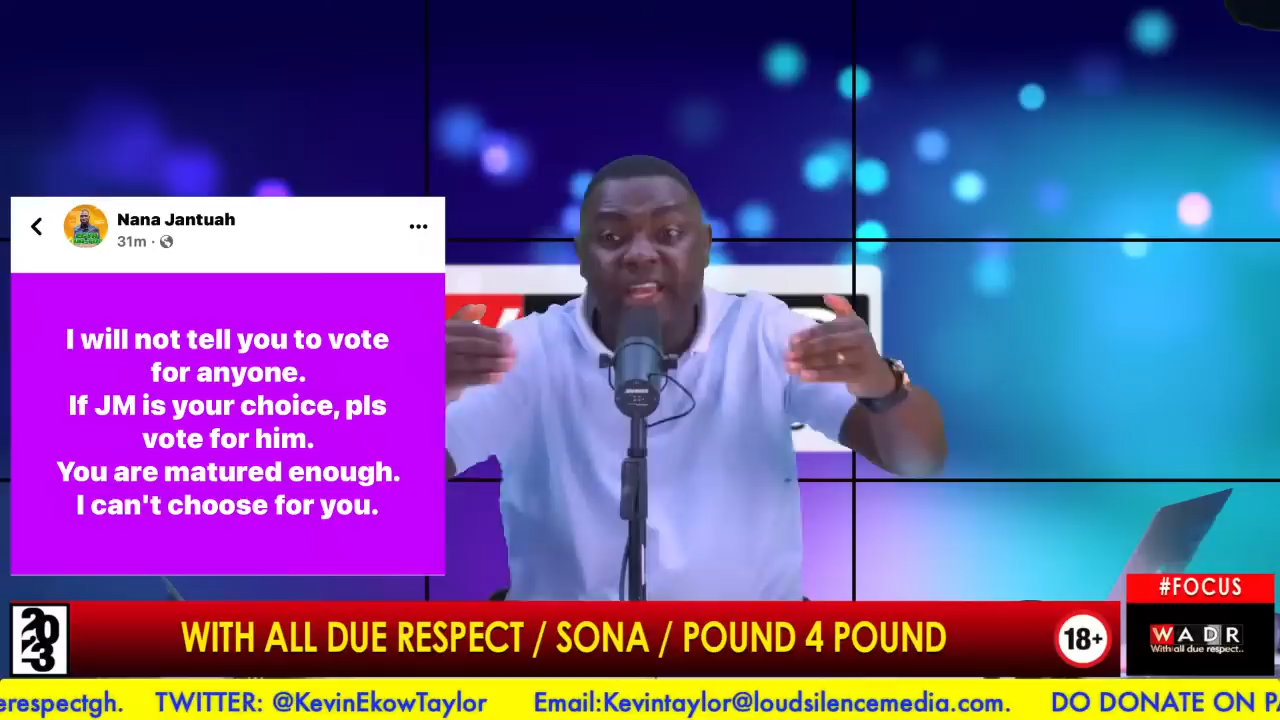 Nana Jantuah
31m ·
I will not tell you to vote
for anyone.
If JM is your choice, pls
vote for him.
You are matured enough.
I can't choose for you.
#FOCUS
2023
WITH ALL DUE RESPECT / SONA / POUND 4 POUND
18+
WADR
With all due respect..
erespectgh. TWITTER: @KevinEkowTaylor Email:Kevintaylor@loudsilencemedia.com. DO DONATE ON PA